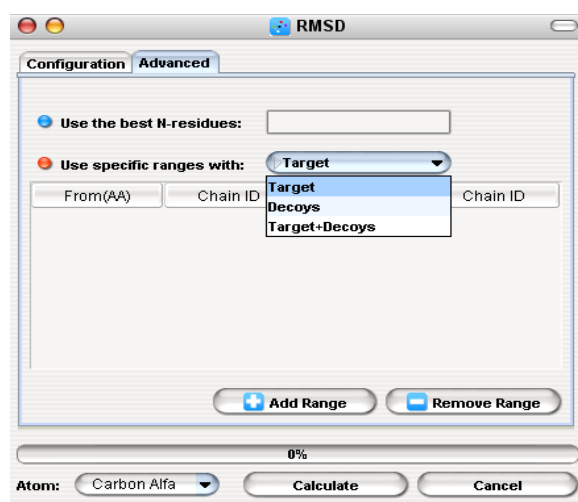 RMSD
Configuration Advanced
Use the best N-residues:
Use specific ranges with: Target
Target
Decoys
Target+Decoys
From(AA) Chain ID Chain ID
Add Range Remove Range
0%
Atom: Carbon Alfa Calculate Cancel